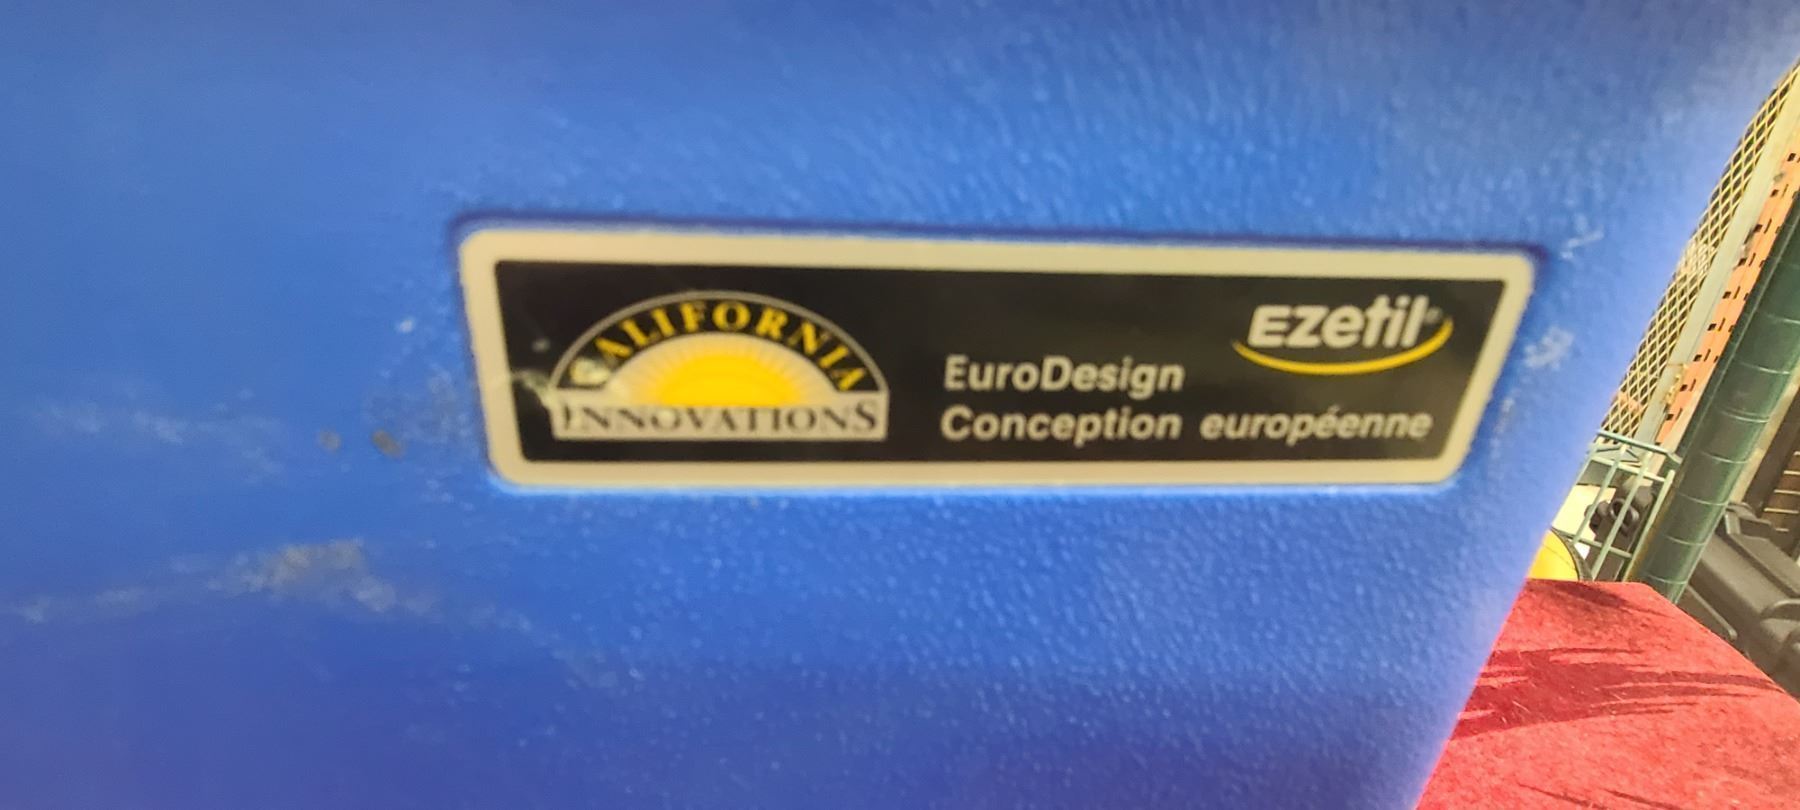 CALIFORNIA
INNOVATIONS
EZetil®
EuroDesign
Conception européenne